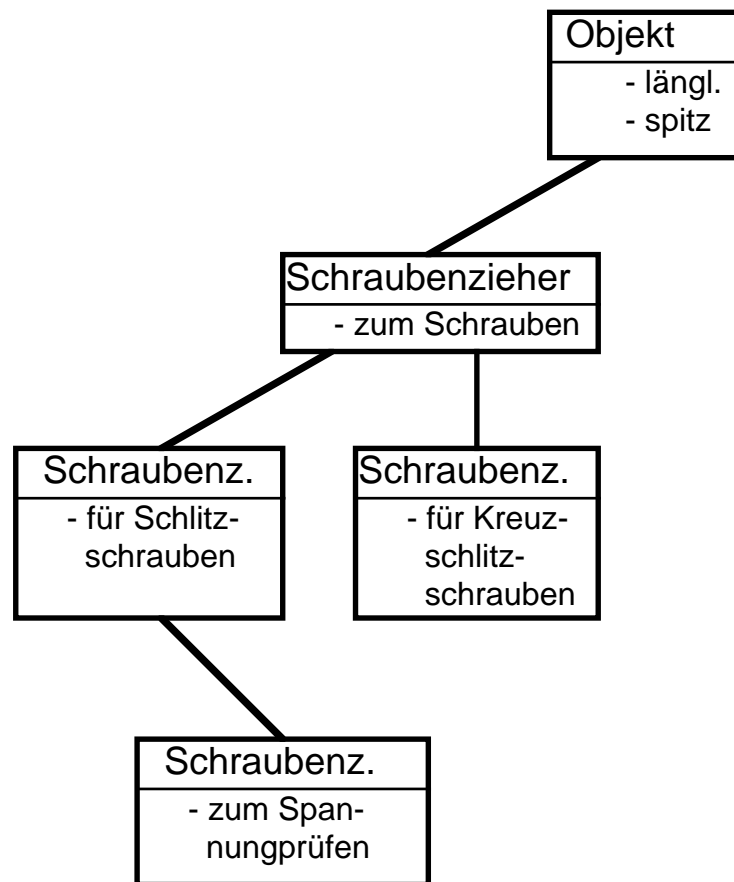 Objekt
- längl.
- spitz
Schraubenzieher
- zum Schrauben
Schraubenz.
- für Schlitz-
schrauben
Schraubenz.
- für Kreuz-
schlitz-
schrauben
Schraubenz.
- zum Span-
nungprüfen